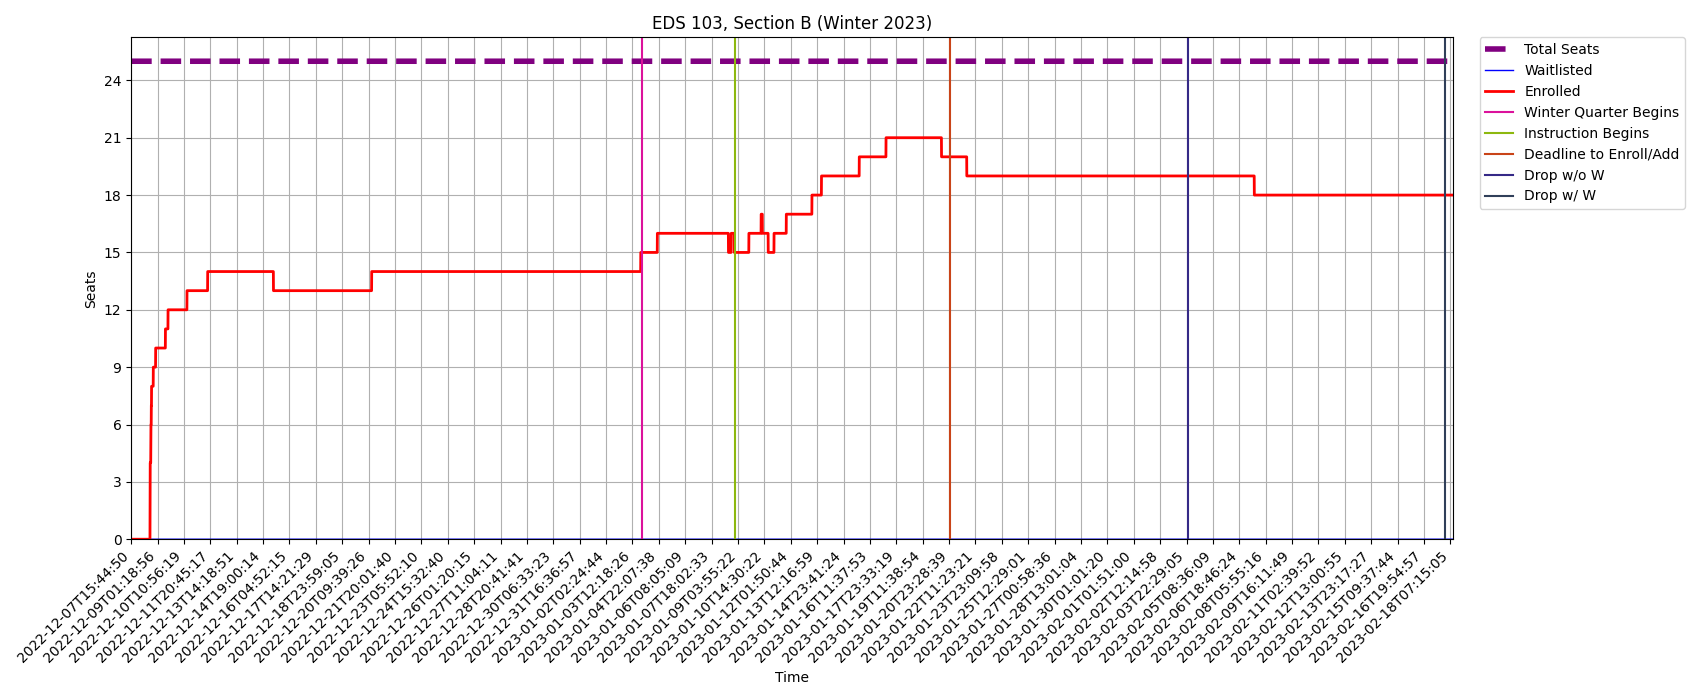 EDS 103, Section B (Winter 2023)
Total Seats
Waitlisted
Enrolled
Winter Quarter Begins
Instruction Begins
Deadline to Enroll/Add
Drop w/o W
Drop w/ W
Seats
24
21
18
15
12
9
6
3
0
2022-12-07T15:44:50
2022-12-09T01:18:56
2022-12-10T10:56:19
2022-12-11T20:45:17
2022-12-13T14:18:51
2022-12-14T19:00:14
2022-12-16T04:52:15
2022-12-17T14:21:29
2022-12-18T23:59:05
2022-12-20T09:39:26
2022-12-21T20:01:40
2022-12-23T05:52:10
2022-12-24T15:32:40
2022-12-26T01:20:15
2022-12-27T11:04:11
2022-12-28T20:41:41
2022-12-30T06:33:23
2022-12-31T16:36:57
2023-01-02T02:24:44
2023-01-03T12:18:26
2023-01-04T22:07:38
2023-01-06T08:05:09
2023-01-07T18:02:33
2023-01-09T03:55:22
2023-01-10T14:30:22
2023-01-12T01:50:44
2023-01-13T12:16:59
2023-01-14T23:41:24
2023-01-16T11:37:53
2023-01-17T23:33:19
2023-01-19T11:38:54
2023-01-20T23:28:39
2023-01-22T11:23:21
2023-01-23T23:09:58
2023-01-25T12:29:01
2023-01-27T00:58:36
2023-01-28T13:01:04
2023-01-30T01:01:20
2023-02-01T01:51:00
2023-02-02T12:14:58
2023-02-03T22:29:05
2023-02-05T08:36:09
2023-02-06T18:46:24
2023-02-08T05:55:16
2023-02-09T16:11:49
2023-02-11T02:39:52
2023-02-12T13:00:55
2023-02-13T23:17:27
2023-02-15T09:37:44
2023-02-16T19:54:57
2023-02-18T07:15:05
Time